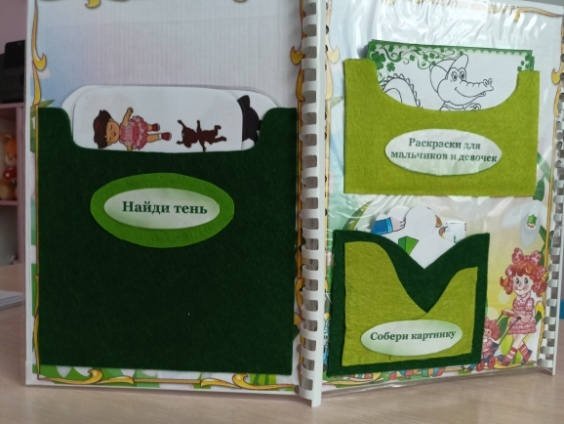 Найди тень
Раскраски для
мальчиков и девочек
Собери картинку